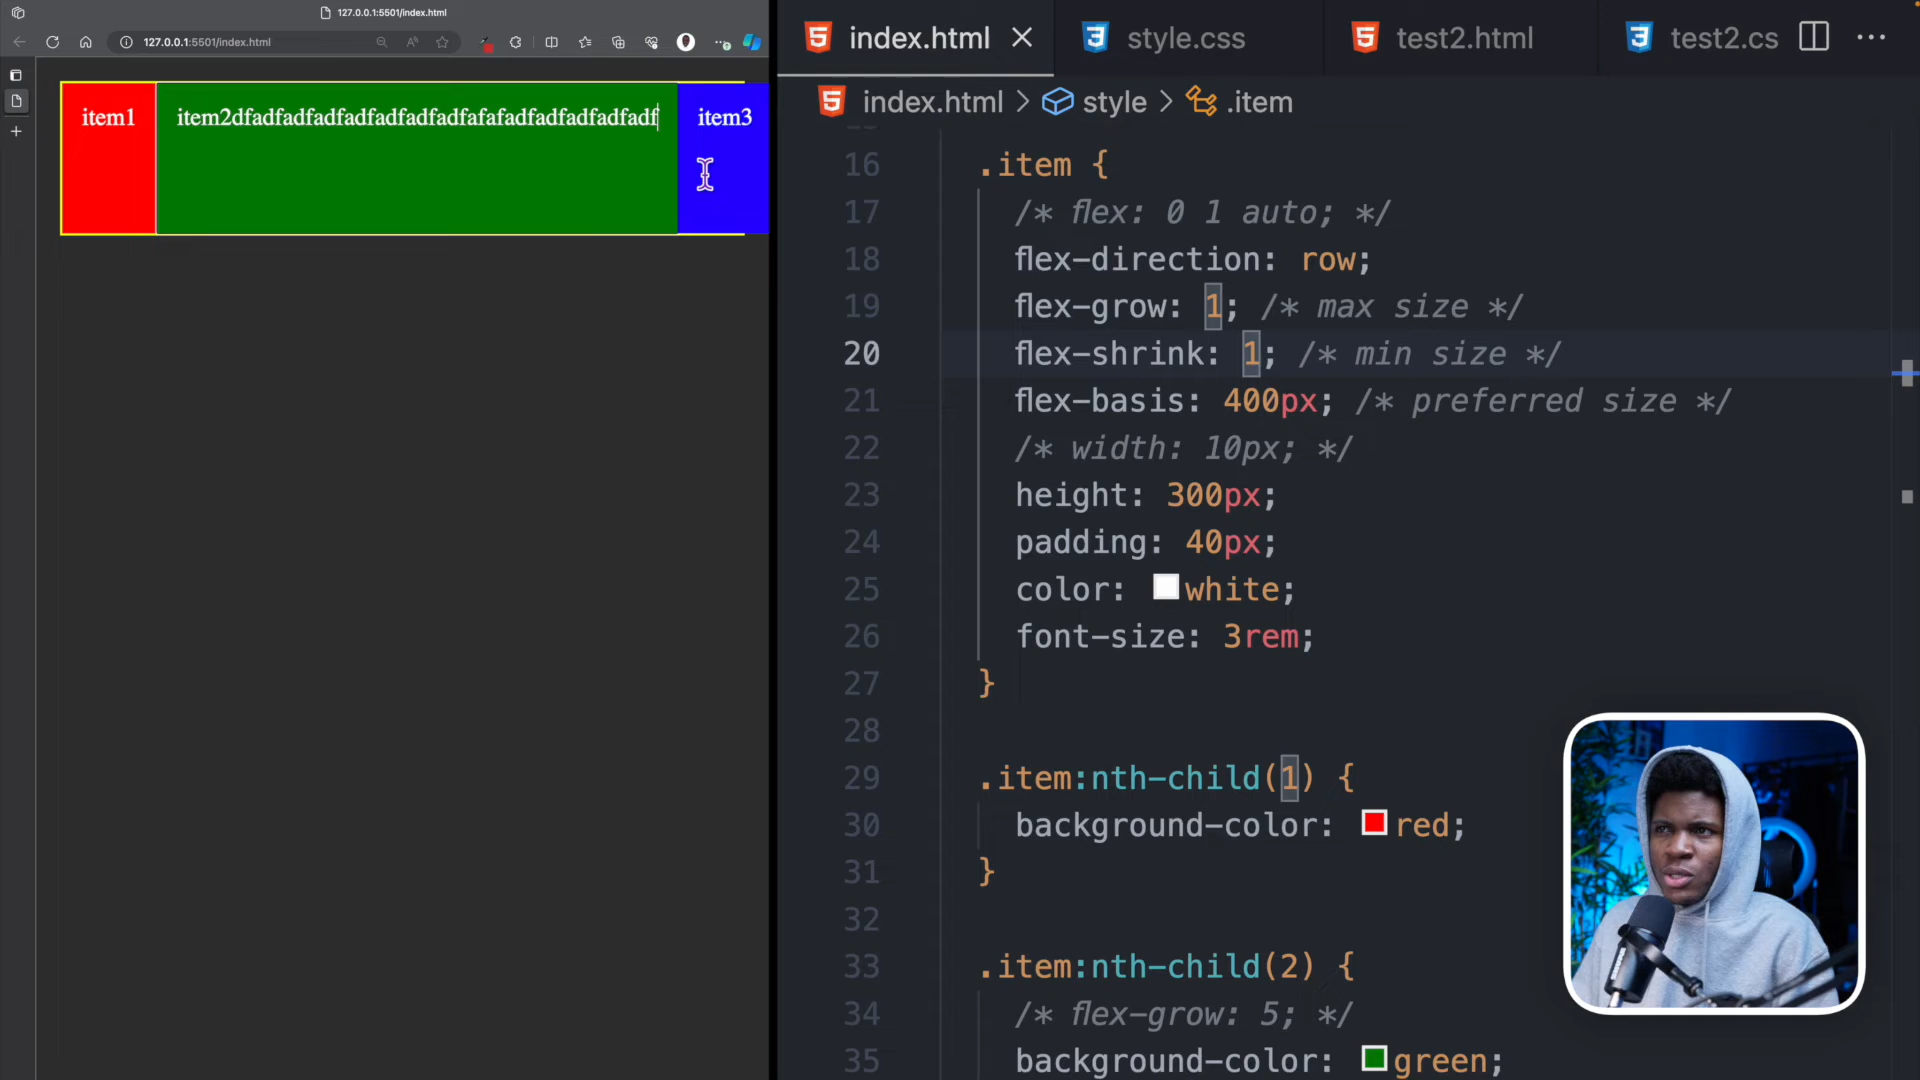 127.0.0.1:5501/index.html
127.0.0.1:5501/index.html
item1
item2dfadfadfadfadfadfadfadfafafadfadfadfadfadf
item3
index.html
style.css
test2.html
test2.cs
index.html > style > .item
16 .item {
17 /* flex: 0 1 auto; */
18 flex-direction: row;
19 flex-grow: 1; /* max size */
20 flex-shrink: 1; /* min size */
21 flex-basis: 400px; /* preferred size */
22 /* width: 10px; */
23 height: 300px;
24 padding: 40px;
25 color: white;
26 font-size: 3rem;
27 }
28
29 .item:nth-child(1) {
30 background-color: red;
31 }
32
33 .item:nth-child(2) {
34 /* flex-grow: 5; */
35 background-color: green;